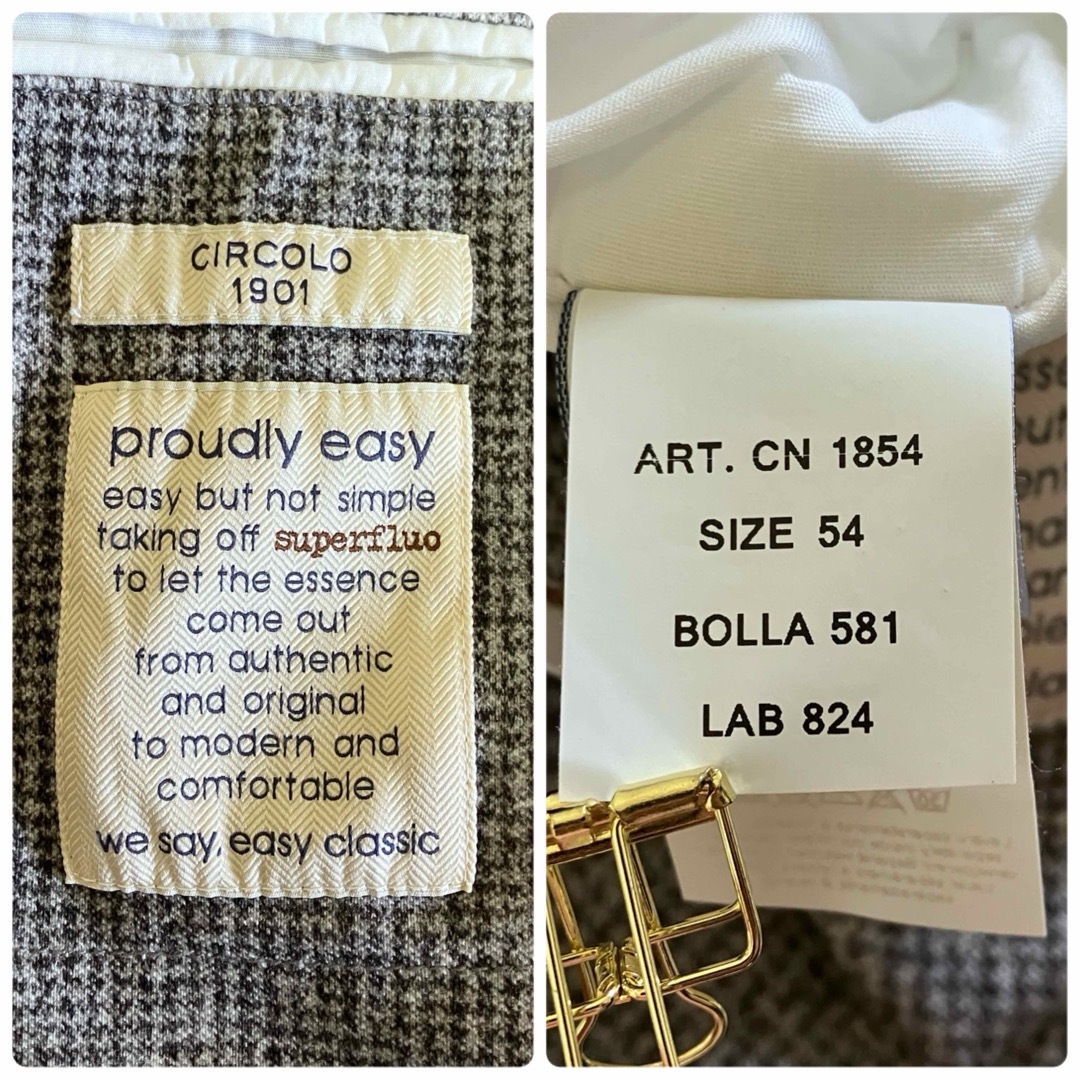 CIRCOLO
1901
proudly easy
easy but not simple
taking off superfluo
to let the essence
come out
from authentic
and original
to modern and
comfortable
we say, easy classic
ART. CN 1854
SIZE 54
BOLLA 581
LAB 824